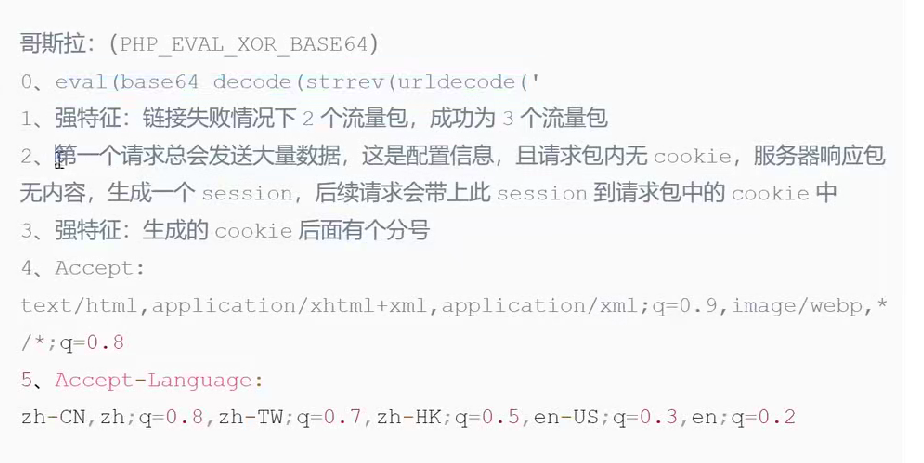 哥斯拉：(PHP_EVAL_XOR_BASE64)
0、eval(base64_decode(strrev(urldecode('
1、强特征：链接失败情况下 2 个流量包，成功为 3 个流量包
2、第一个请求总会发送大量数据，这是配置信息，且请求包内无 cookie，服务器响应包
无内容，生成一个 session，后续请求会带上此 session 到请求包中的 cookie 中
3、强特征：生成的 cookie 后面有个分号
4、Accept:
text/html,application/xhtml+xml,application/xml;q=0.9,image/webp,*
/*;q=0.8
5、Accept-Language:
zh-CN,zh;q=0.8,zh-TW;q=0.7,zh-HK;q=0.5,en-US;q=0.3,en;q=0.2